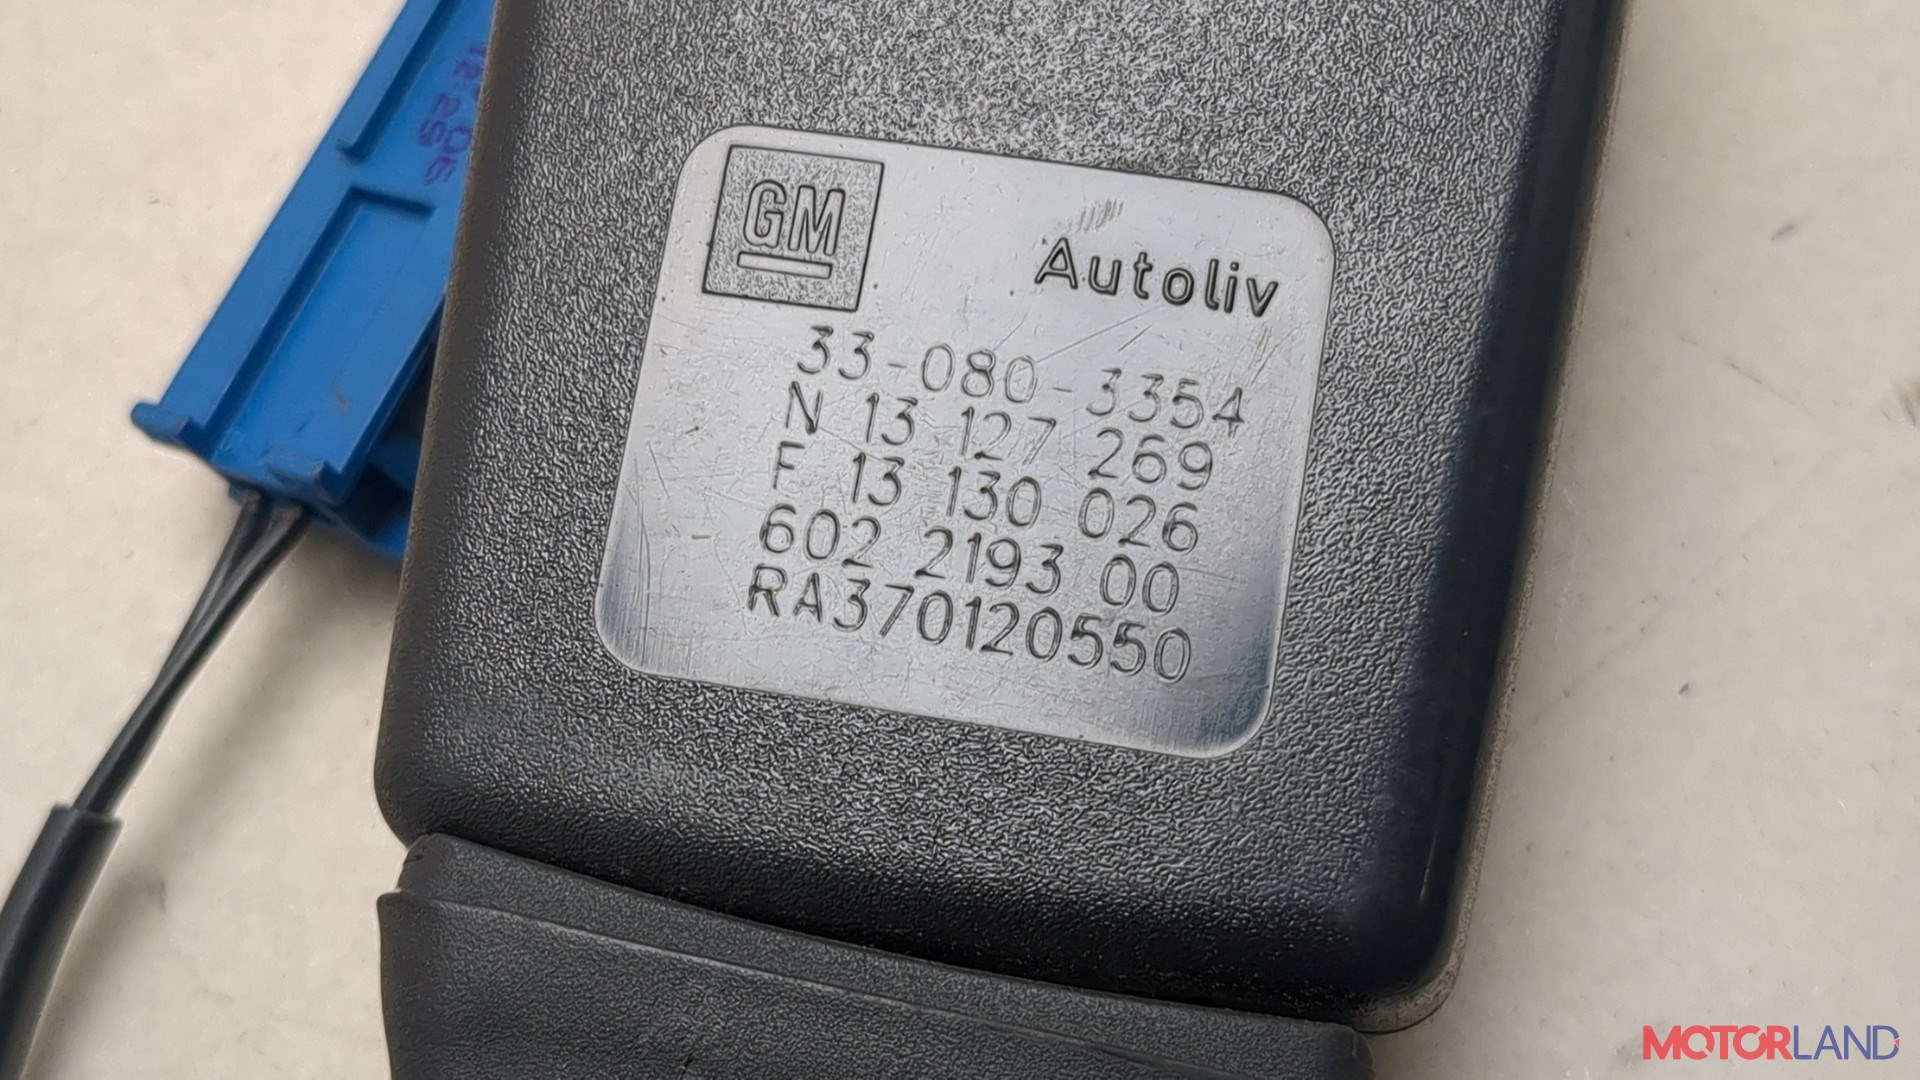 GM
Autoliv
33-080-3354
N 13 127 269
F 13 130 026
602 2193 00
RA370120550
MOTORLAND